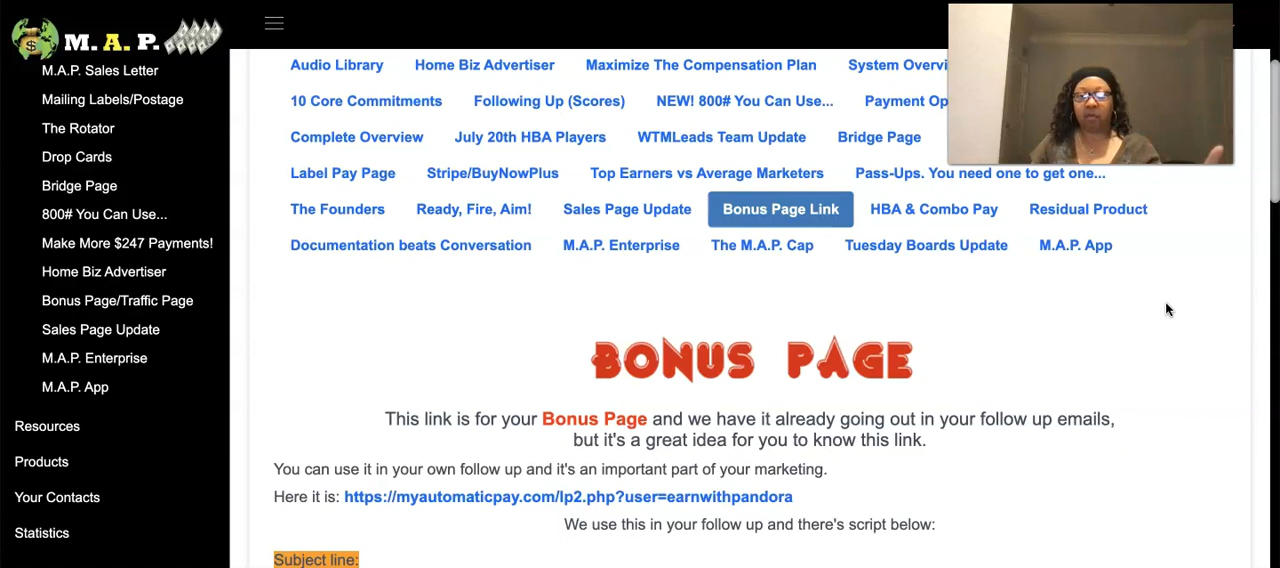 M. A. P.
M.A.P. Sales Letter
Mailing Labels/Postage
The Rotator
Drop Cards
Bridge Page
800# You Can Use...
Make More $247 Payments!
Home Biz Advertiser
Bonus Page/Traffic Page
Sales Page Update
M.A.P. Enterprise
M.A.P. App
Resources
Products
Your Contacts
Statistics
Audio Library Home Biz Advertiser Maximize The Compensation Plan System
10 Core Commitments Following Up (Scores) NEW! 800# You Can Use... Payment
Complete Overview July 20th HBA Players WTMLeads Team Update Bridge Page
Label Pay Page Stripe/BuyNowPlus Top Earners vs Average Marketers Pass-Ups. You need one to get one...
The Founders Ready, Fire, Aim! Sales Page Update Bonus Page Link HBA & Combo Pay Residual Product
Documentation beats Conversation M.A.P. Enterprise The M.A.P. Cap Tuesday Boards Update M.A.P. App
BONUS PAGE
This link is for your Bonus Page and we have it already going out in your follow up emails,
but it's a great idea for you to know this link.
You can use it in your own follow up and it's an important part of your marketing.
Here it is: https://myautomaticpay.com/lp2.php?user=earnwithpandora
We use this in your follow up and there's script below:
Subject line: